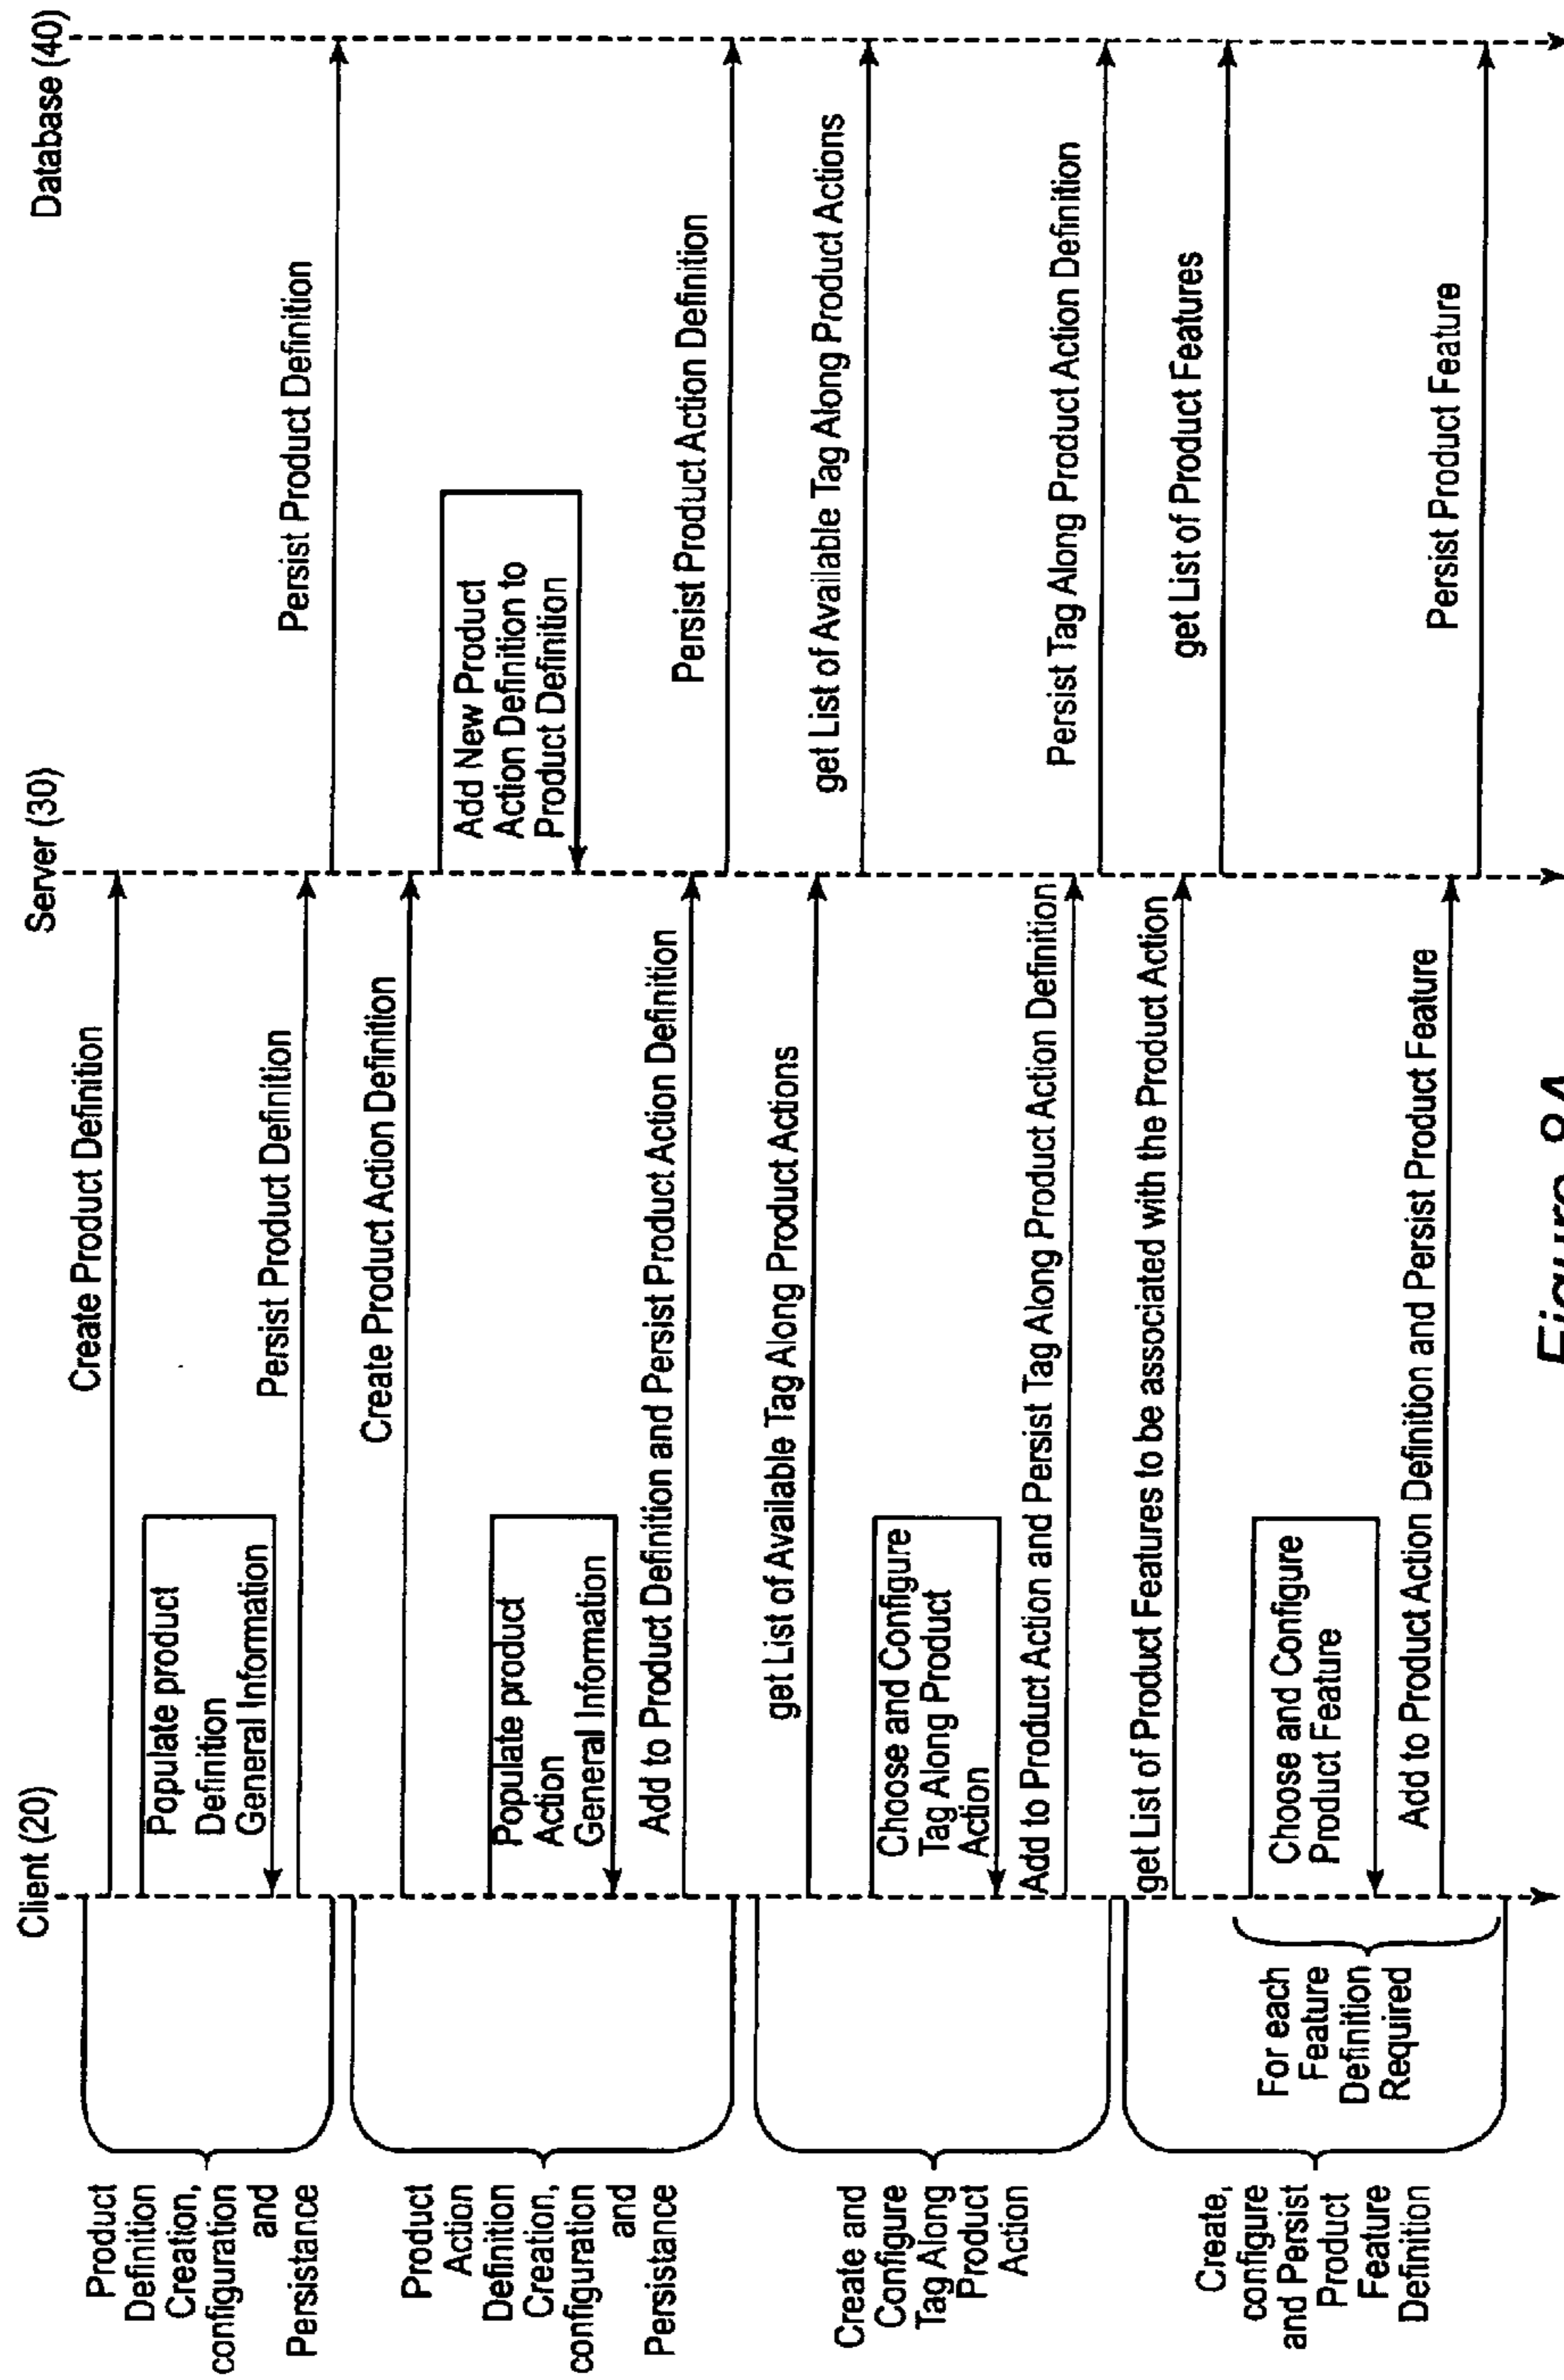 Client (20)
Server (30)
Database (40)
Product
Definition
Creation,
configuration
and
Persistance
Create Product Definition
Populate product
Definition
General Information
Persist Product Definition
Persist Product Definition
Product
Action
Definition
Creation,
configuration
and
Persistance
Create Product Action Definition
Add New Product
Action Definition to
Product Definition
Populate product
Action
General Information
Add to Product Definition and Persist Product Action Definition
Persist Product Action Definition
Create and
Configure
Tag Along
Product
Action
get List of Available Tag Along Product Actions
get List of Available Tag Along Product Actions
Choose and Configure
Tag Along Product
Action
Add to Product Action and Persist Tag Along Product Action Definition
Persist Tag Along Product Action Definition
Create,
configure
and Persist
Product
Feature
Definition
get List of Product Features to be associated with the Product Action
get List of Product Features
For each
Feature
Definition
Required
Choose and Configure
Product Feature
Add to Product Action Definition and Persist Product Feature
Persist Product Feature
Figure 8A